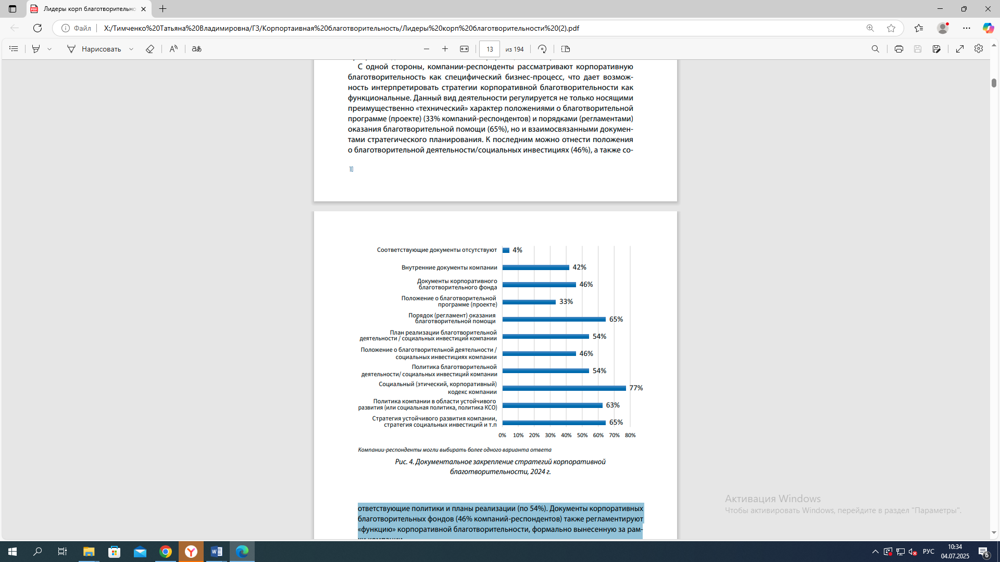 Лидеры корп благотворительно
Файл
X:/Тимченко%20Татьяна%20Владимировна/ГЗ/Корпортаивная%20благотворительность/Лидеры%20корп%20благотворительности%20(2).pdf
Нарисовать
13 из 194
С одной стороны, компании-респонденты рассматривают корпоративную
благотворительность как специфический бизнес-процесс, что дает возмож-
ность интерпретировать стратегии корпоративной благотворительности как
функциональные. Данный вид деятельности регулируется не только носящими
преимущественно «технический» характер положениями о благотворительной
программе (проекте) (33% компаний-респондентов) и порядками (регламентами)
оказания благотворительной помощи (65%), но и взаимосвязанными докумен-
тами стратегического планирования. К последним можно отнести положения
о благотворительной деятельности/социальных инвестициях (46%), а также со-
10
Соответствующие документы отсутствуют 4%
Внутренние документы компании 42%
Документы корпоративного
благотворительного фонда 46%
Положение о благотворительной
программе (проекте) 33%
Порядок (регламент) оказания
благотворительной помощи 65%
План реализации благотворительной
деятельности / социальных инвестиций компании 54%
Положение о благотворительной деятельности /
социальных инвестициях компании 46%
Политика благотворительной
деятельности/ социальных инвестиций компании 54%
Социальный (этический, корпоративный)
кодекс компании 77%
Политика компании в области устойчивого
развития (или социальная политика, политика КСО) 63%
Стратегия устойчивого развития компании,
стратегия социальных инвестиций и т.п 65%
0% 10% 20% 30% 40% 50% 60% 70% 80%
Компании-респонденты могли выбирать более одного варианта ответа
Рис. 4. Документальное закрепление стратегий корпоративной
благотворительности, 2024 г.
ответствующие политики и планы реализации (по 54%). Документы корпоративных
благотворительных фондов (46% компаний-респондентов) также регламентируют
«функцию» корпоративной благотворительности, формально вынесенную за рам-
ки компании
Активация Windows
Чтобы активировать Windows, перейдите в раздел "Параметры".
РУС
10:34
04.07.2025
6